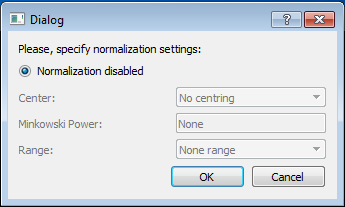 Dialog
Please, specify normalization settings:
Normalization disabled
Center: No centring
Minkowski Power: None
Range: None range
OK Cancel